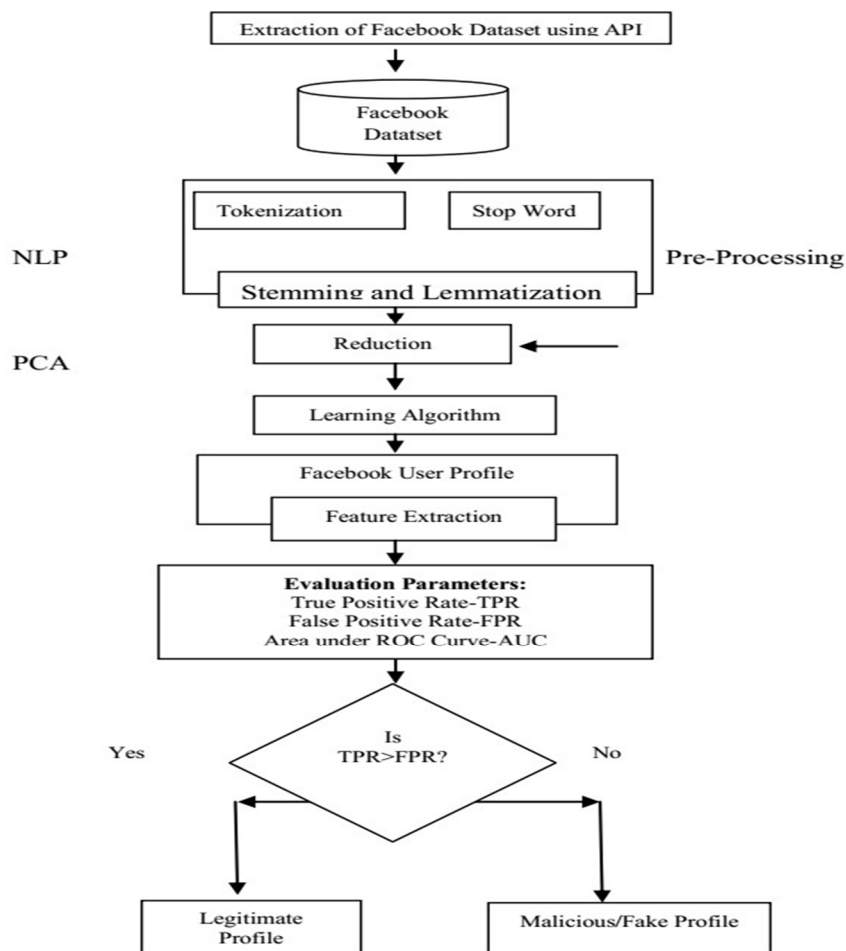 Extraction of Facebook Dataset using API
Facebook
Datatset
Tokenization
Stop Word
NLP
Pre-Processing
Stemming and Lemmatization
Reduction
PCA
Learning Algorithm
Facebook User Profile
Feature Extraction
Evaluation Parameters:
True Positive Rate-TPR
False Positive Rate-FPR
Area under ROC Curve-AUC
Is
TPR>FPR?
Yes
No
Legitimate
Profile
Malicious/Fake Profile